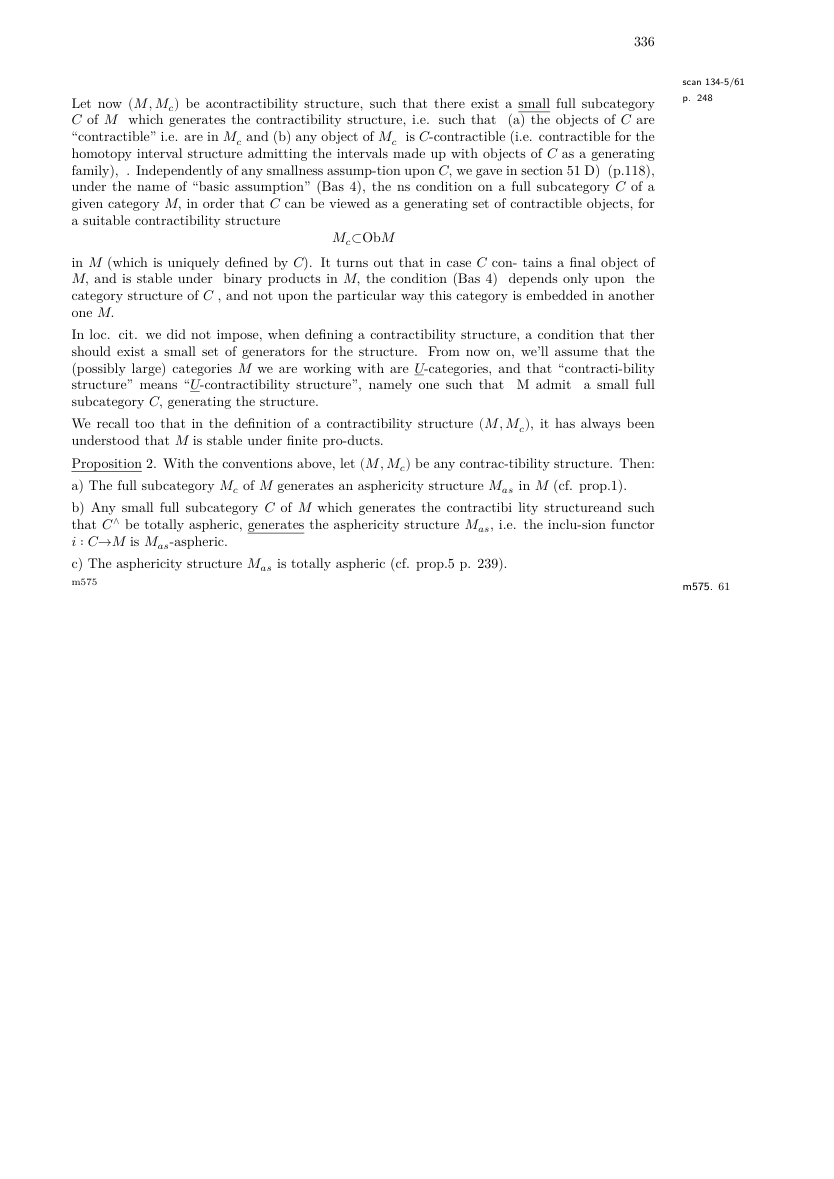 336
scan 134-5/61
p. 248
Let now (M, M_c) be acontractibility structure, such that there exist a small full subcategory
C of M which generates the contractibility structure, i.e. such that (a) the objects of C are
“contractible” i.e. are in M_c and (b) any object of M_c is C-contractible (i.e. contractible for the
homotopy interval structure admitting the intervals made up with objects of C as a generating
family), . Independently of any smallness assump-tion upon C, we gave in section 51 D) (p.118),
under the name of “basic assumption” (Bas 4), the ns condition on a full subcategory C of a
given category M, in order that C can be viewed as a generating set of contractible objects, for
a suitable contractibility structure
M_c⊂ObM
in M (which is uniquely defined by C). It turns out that in case C con- tains a final object of
M, and is stable under binary products in M, the condition (Bas 4) depends only upon the
category structure of C , and not upon the particular way this category is embedded in another
one M.
In loc. cit. we did not impose, when defining a contractibility structure, a condition that ther
should exist a small set of generators for the structure. From now on, we’ll assume that the
(possibly large) categories M we are working with are U-categories, and that “contracti-bility
structure” means “U-contractibility structure”, namely one such that M admit a small full
subcategory C, generating the structure.
We recall too that in the definition of a contractibility structure (M, M_c), it has always been
understood that M is stable under finite pro-ducts.
Proposition 2. With the conventions above, let (M, M_c) be any contrac-tibility structure. Then:
a) The full subcategory M_c of M generates an asphericity structure M_as in M (cf. prop.1).
b) Any small full subcategory C of M which generates the contractibi lity structureand such
that C^∧ be totally aspheric, generates the asphericity structure M_as, i.e. the inclu-sion functor
i : C→M is M_as-aspheric.
c) The asphericity structure M_as is totally aspheric (cf. prop.5 p. 239).
m575
m575. 61